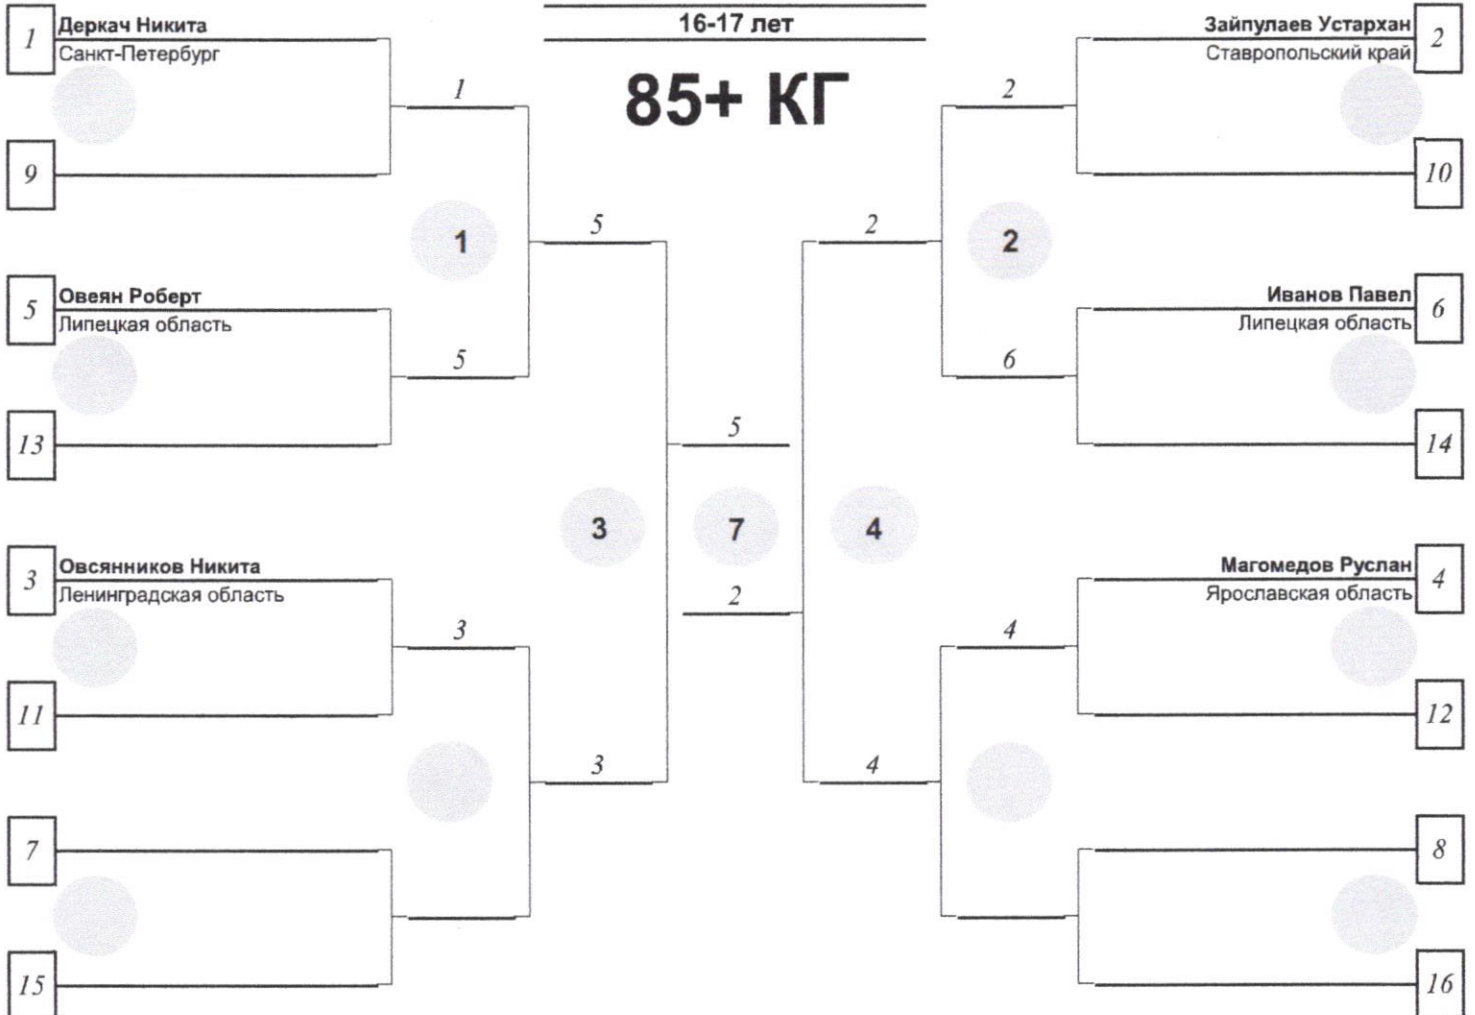 16-17 лет
85+ КГ
1
Деркач Никита
Санкт-Петербург
1
9
1
5
5
Овеян Роберт
Липецкая область
5
13
3
Овсянников Никита
Ленинградская область
3
11
3
7
15
3
5
7
2
2
Зайпулаев Устархан
Ставропольский край
2
10
2
2
6
Иванов Павел
Липецкая область
6
14
4
4
Магомедов Руслан
Ярославская область
4
12
4
8
16